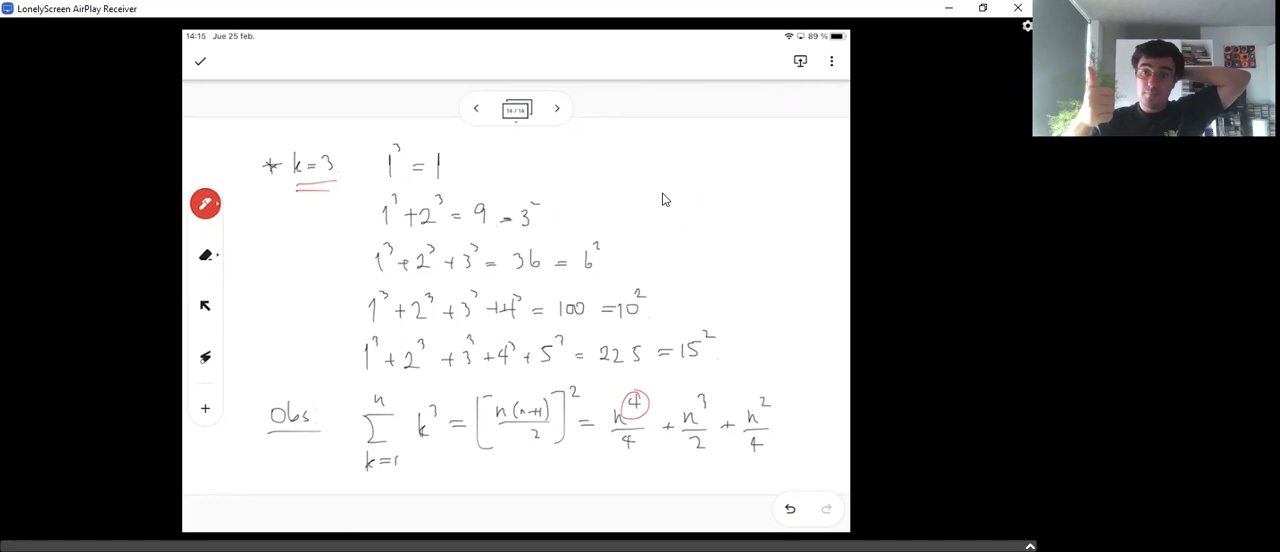 LonelyScreen AirPlay Receiver
14:15 Jue 25 feb.
89 %
14 / 14
* k=3 1³ = 1
1³ + 2³ = 9 = 3²
1³ + 2³ + 3³ = 36 = 6²
1³ + 2³ + 3³ + 4³ = 100 = 10²
1³ + 2³ + 3³ + 4³ + 5³ = 225 = 15²
Obs. ∑_{k=1}^{n} k³ = [n(n+1)/2]² = n⁴/4 + n³/2 + n²/4